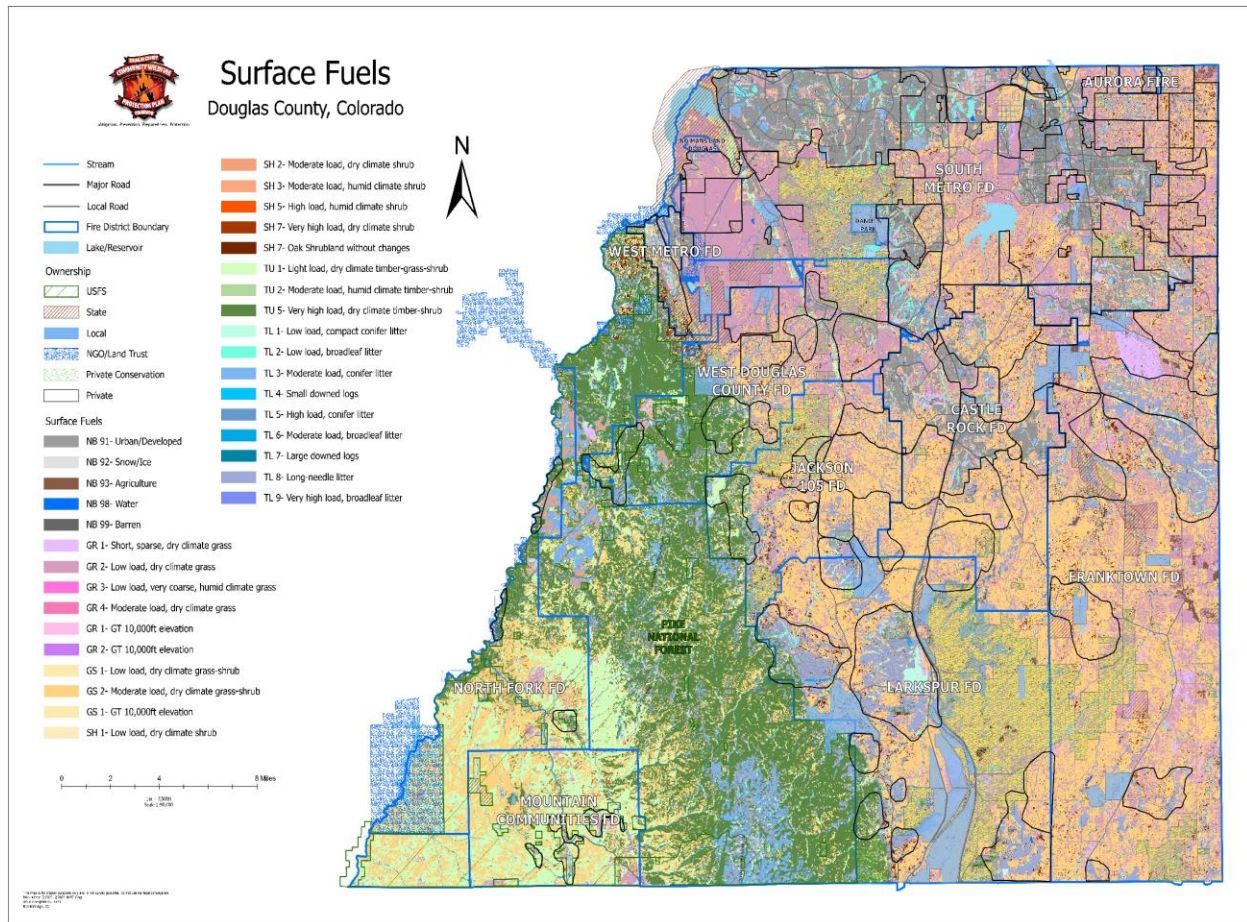 DOUGLAS COUNTY
COMMUNITY WILDFIRE
PROTECTION PLAN
Surface Fuels
Douglas County, Colorado
N
Stream
Major Road
Local Road
Fire District Boundary
Lake/Reservoir
Ownership
USFS
State
Local
NGO/Land Trust
Private Conservation
Private
Surface Fuels
NB 91- Urban/Developed
NB 92- Snow/Ice
NB 93- Agriculture
NB 98- Water
NB 99- Barren
GR 1- Short, sparse, dry climate grass
GR 2- Low load, dry climate grass
GR 3- Low load, very coarse, humid climate grass
GR 4- Moderate load, dry climate grass
GR 1- GT 10,000ft elevation
GR 2- GT 10,000ft elevation
GS 1- Low load, dry climate grass-shrub
GS 2- Moderate load, dry climate grass-shrub
GS 1- GT 10,000ft elevation
SH 1- Low load, dry climate shrub
SH 2- Moderate load, dry climate shrub
SH 3- Moderate load, humid climate shrub
SH 5- High load, humid climate shrub
SH 7- Very high load, dry climate shrub
SH 7- Oak Shrubland without changes
TU 1- Light load, dry climate timber-grass-shrub
TU 2- Moderate load, humid climate timber-shrub
TU 5- Very high load, dry climate timber-shrub
TL 1- Low load, compact conifer litter
TL 2- Low load, broadleaf litter
TL 3- Moderate load, conifer litter
TL 4- Small downed logs
TL 5- High load, conifer litter
TL 6- Moderate load, broadleaf litter
TL 7- Large downed logs
TL 8- Long-needle litter
TL 9- Very high load, broadleaf litter
0 2 4 8 Miles
AURORA FIRE
SOUTH
METRO FD
WEST METRO FD
WEST DOUGLAS
COUNTY FD
CASTLE
ROCK FD
JACKSON
105 FD
FRANKTOWN FD
PIKE
NATIONAL
FOREST
NORTH FORK FD
LARKSPUR FD
MOUNTAIN
COMMUNITIES FD